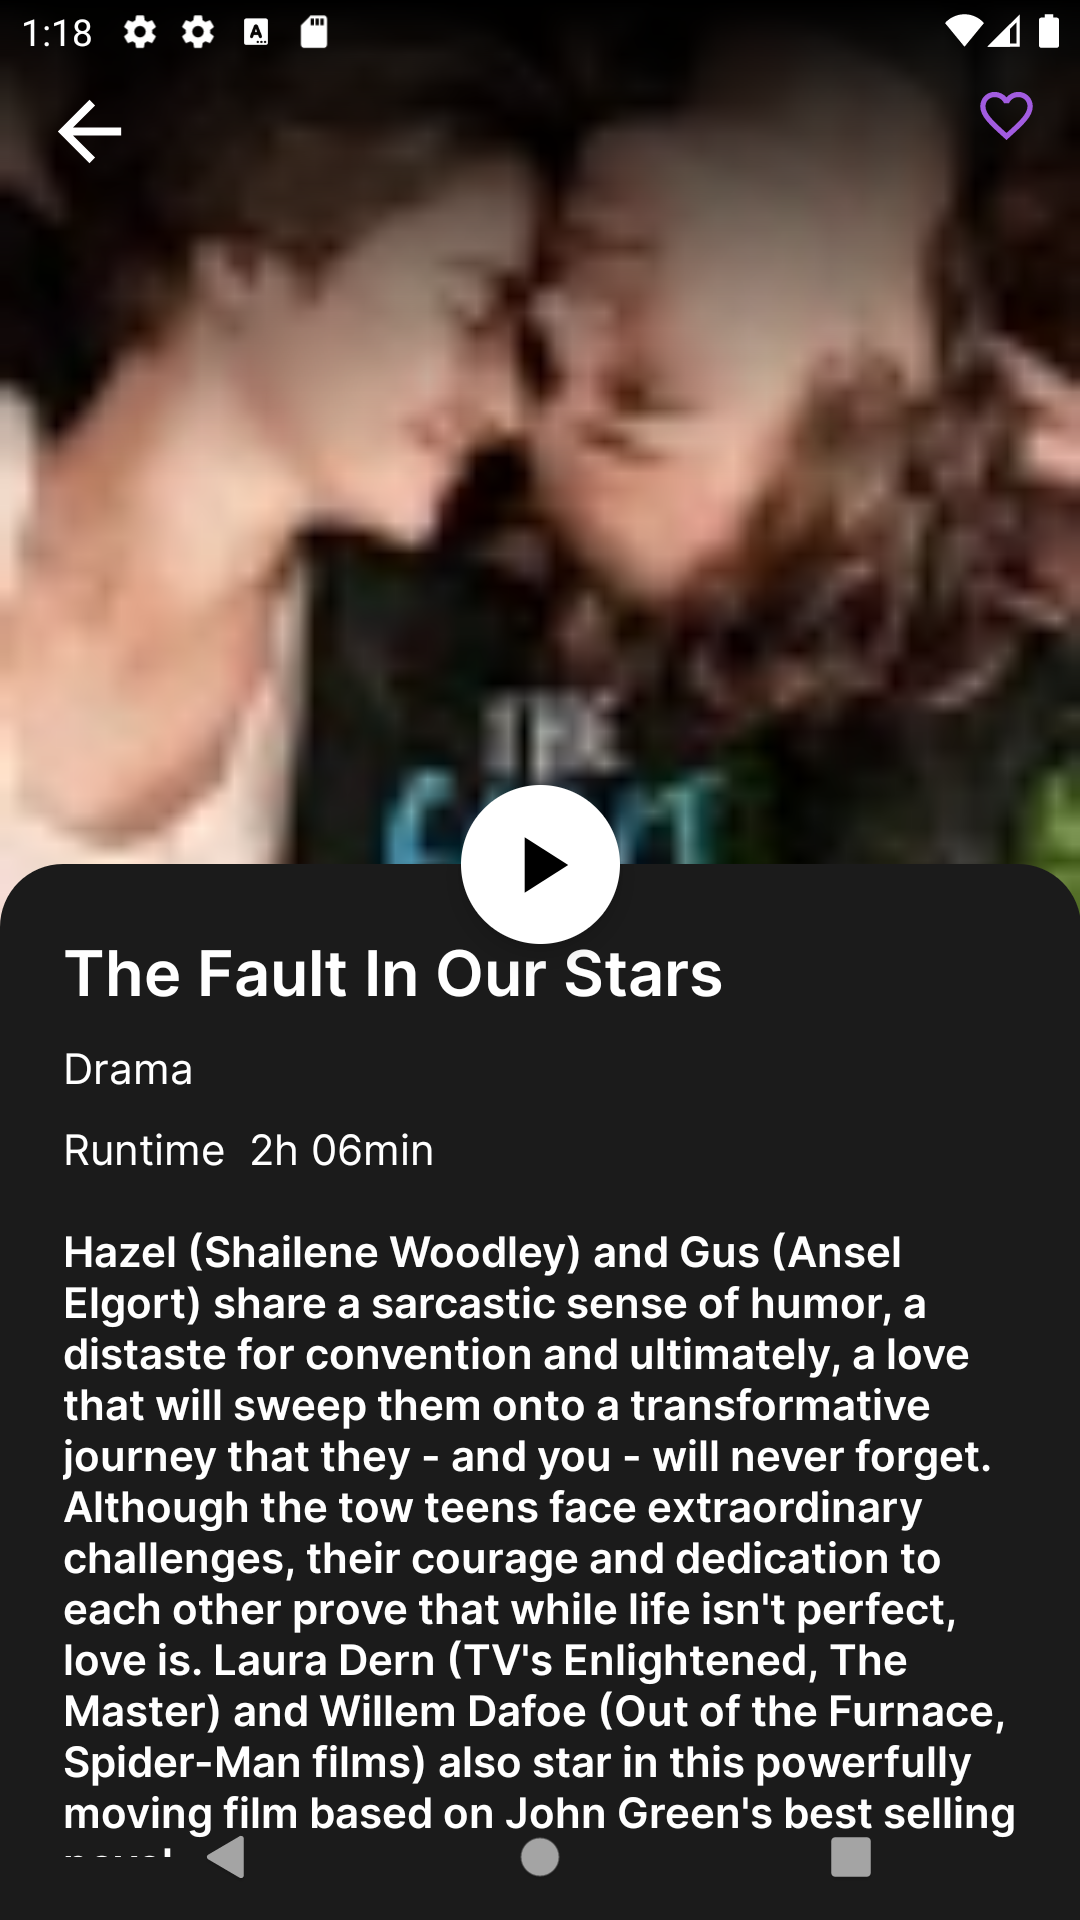 1:18
THE
The Fault In Our Stars
Drama
Runtime 2h 06min
Hazel (Shailene Woodley) and Gus (Ansel
Elgort) share a sarcastic sense of humor, a
distaste for convention and ultimately, a love
that will sweep them onto a transformative
journey that they - and you - will never forget.
Although the tow teens face extraordinary
challenges, their courage and dedication to
each other prove that while life isn't perfect,
love is. Laura Dern (TV's Enlightened, The
Master) and Willem Dafoe (Out of the Furnace,
Spider-Man films) also star in this powerfully
moving film based on John Green's best selling